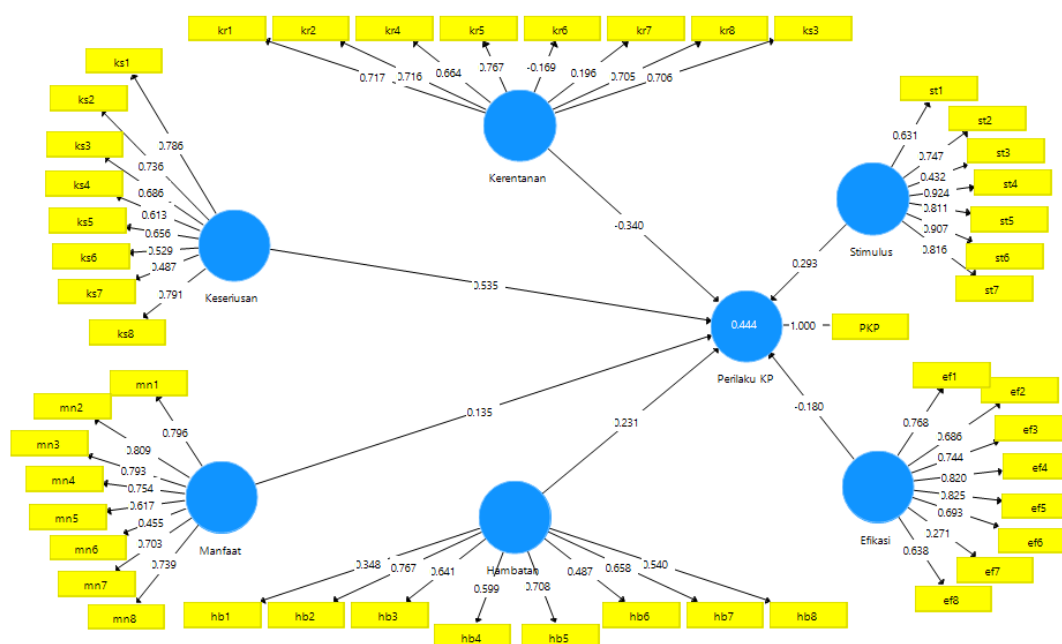 kr1
kr2
kr4
kr5
kr6
kr7
kr8
ks3
0.717
0.716
0.664
0.767
-0.169
0.196
0.705
0.706
Kerentanan
ks1
ks2
ks3
ks4
ks5
ks6
ks7
ks8
0.786
0.736
0.686
0.613
0.656
0.529
0.487
0.791
Keseriusan
st1
st2
st3
st4
st5
st6
st7
0.631
0.747
0.432
0.924
0.811
0.907
0.816
Stimulus
-0.340
0.293
0.535
0.444
1.000
PKP
Perilaku KP
0.135
0.231
-0.180
mn1
mn2
mn3
mn4
mn5
mn6
mn7
mn8
0.796
0.809
0.793
0.754
0.617
0.455
0.703
0.739
Manfaat
Hambatan
0.348
0.767
0.641
0.599
0.708
0.487
0.658
0.540
hb1
hb2
hb3
hb4
hb5
hb6
hb7
hb8
ef1
ef2
ef3
ef4
ef5
ef6
ef7
ef8
0.768
0.686
0.744
0.820
0.825
0.693
0.271
0.638
Efikasi